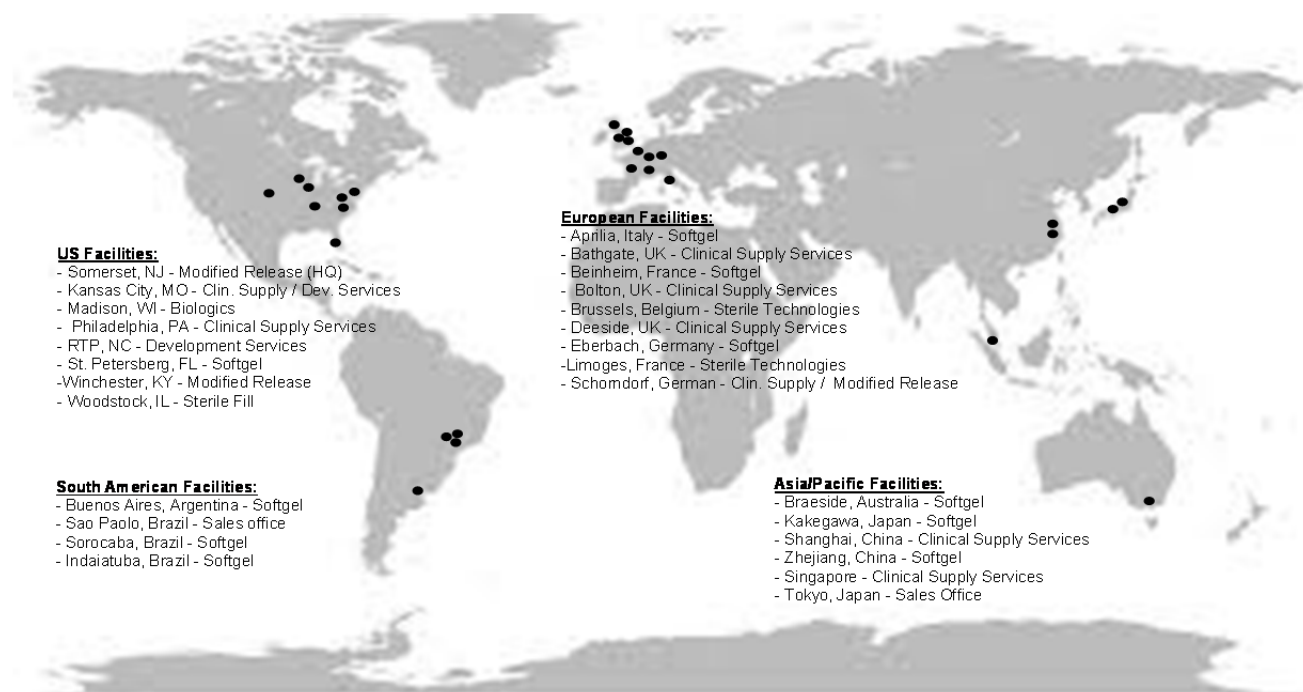 US Facilities:
- Somerset, NJ - Modified Release (HQ)
- Kansas City, MO - Clin. Supply / Dev. Services
- Madison, WI - Biologics
- Philadelphia, PA - Clinical Supply Services
- RTP, NC - Development Services
- St. Petersberg, FL - Softgel
-Winchester, KY - Modified Release
- Woodstock, IL - Sterile Fill
European Facilities:
- Aprilia, Italy - Softgel
- Bathgate, UK - Clinical Supply Services
- Beinheim, France - Softgel
- Bolton, UK - Clinical Supply Services
- Brussels, Belgium - Sterile Technologies
- Deeside, UK - Clinical Supply Services
- Eberbach, Germany - Softgel
-Limoges, France - Sterile Technologies
- Schorndorf, German - Clin. Supply / Modified Release
South American Facilities:
- Buenos Aires, Argentina - Softgel
- Sao Paolo, Brazil - Sales office
- Sorocaba, Brazil - Softgel
- Indaiatuba, Brazil - Softgel
Asia/Pacific Facilities:
- Braeside, Australia - Softgel
- Kakegawa, Japan - Softgel
- Shanghai, China - Clinical Supply Services
- Zhejiang, China - Softgel
- Singapore - Clinical Supply Services
- Tokyo, Japan - Sales Office